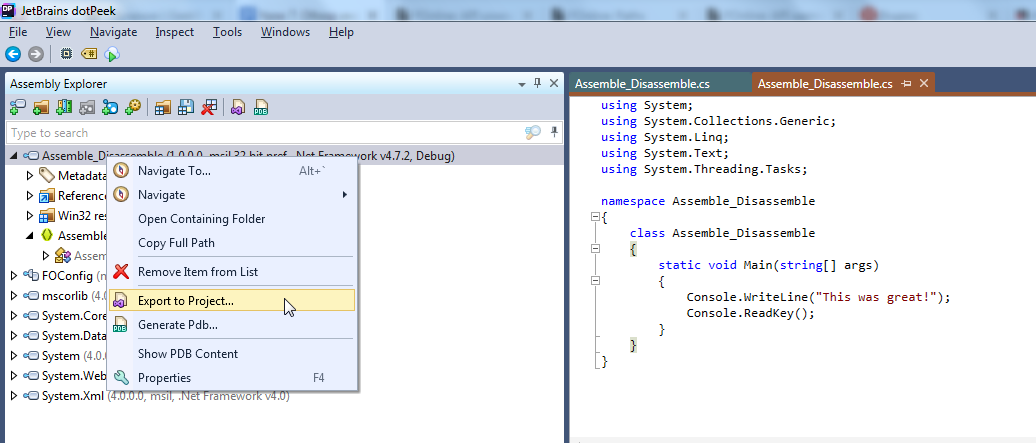 JetBrains dotPeek
File View Navigate Inspect Tools Windows Help
Assembly Explorer
Type to search
Assemble_Disassemble (1.0.0.0, msil 32-bit pref, .Net Framework v4.7.2, Debug)
Metadata
Reference
Win32 res
Assemble
Assem
FOConfig (m
mscorlib (4.0
System.Core
System.Data
System (4.0.
System.Web
System.Xml (4.0.0.0, msil, .Net Framework v4.0)
Navigate To... Alt+`
Navigate
Open Containing Folder
Copy Full Path
Remove Item from List
Export to Project...
Generate Pdb...
Show PDB Content
Properties F4
Assemble_Disassemble.cs Assemble_Disassemble.cs
using System;
using System.Collections.Generic;
using System.Linq;
using System.Text;
using System.Threading.Tasks;
namespace Assemble_Disassemble
{
class Assemble_Disassemble
{
static void Main(string[] args)
{
Console.WriteLine("This was great!");
Console.ReadKey();
}
}
}